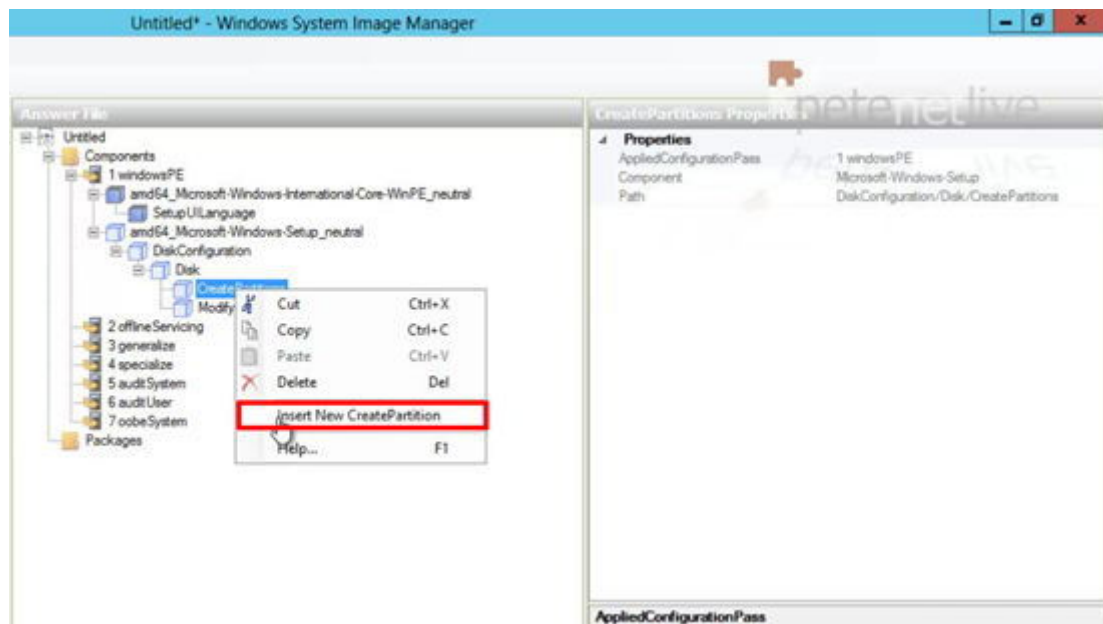 Untitled* - Windows System Image Manager
petenetlive
Answer File
CreatePartitions Properties
Untitled
Components
1 windowsPE
amd64_Microsoft-Windows-International-Core-WinPE_neutral
SetupUILanguage
amd64_Microsoft-Windows-Setup_neutral
DiskConfiguration
Disk
CreatePartitions
Modify
2 offlineServicing
3 generalize
4 specialize
5 auditSystem
6 auditUser
7 oobeSystem
Packages
Cut Ctrl+X
Copy Ctrl+C
Paste Ctrl+V
Delete Del
Insert New CreatePartition
Help... F1
Properties
AppliedConfigurationPass 1 windowsPE
Component Microsoft-Windows-Setup
Path DiskConfiguration/Disk/CreatePartitions
AppliedConfigurationPass